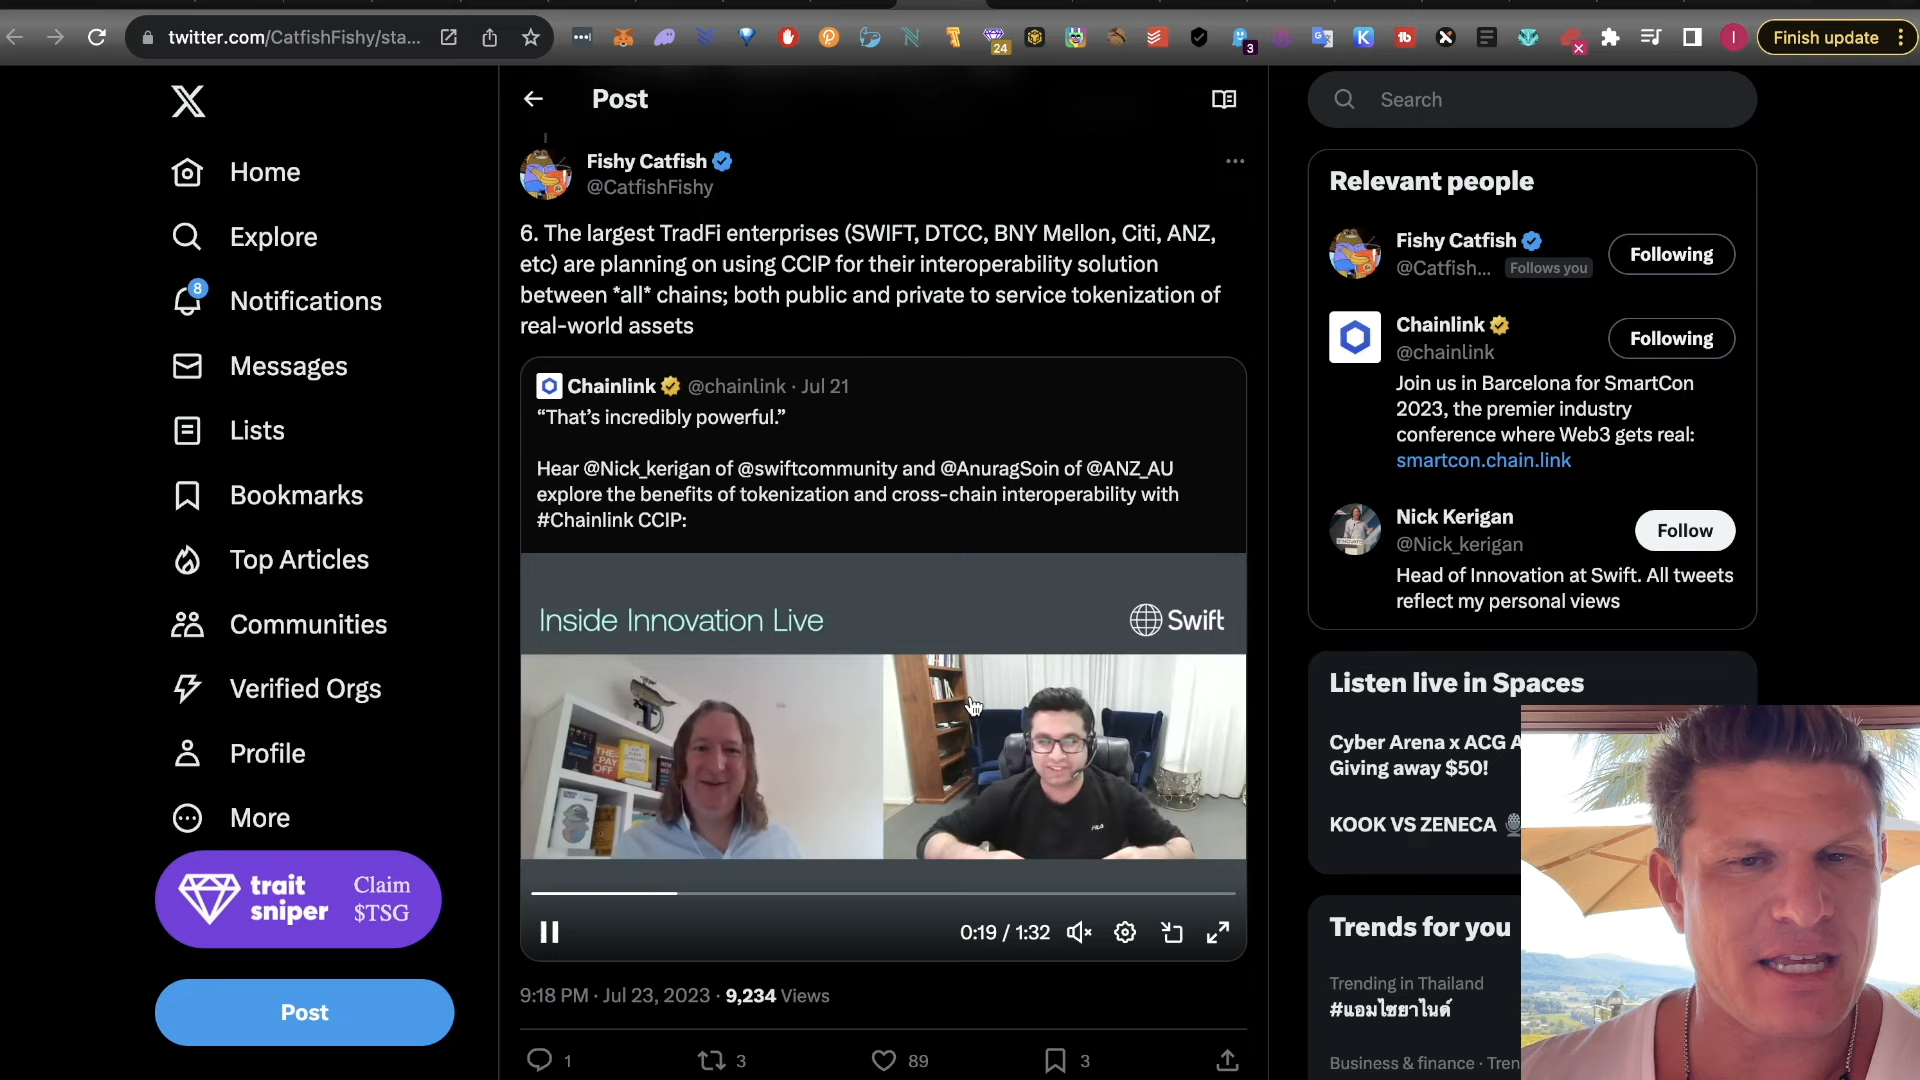 twitter.com/CatfishFishy/sta...
24
3
Finish update
Home
Explore
8
Notifications
Messages
Lists
Bookmarks
Top Articles
Communities
Verified Orgs
Profile
More
trait
sniper
Claim
$TSG
Post
Post
Fishy Catfish
@CatfishFishy
6. The largest TradFi enterprises (SWIFT, DTCC, BNY Mellon, Citi, ANZ,
etc) are planning on using CCIP for their interoperability solution
between *all* chains; both public and private to service tokenization of
real-world assets
Chainlink @chainlink · Jul 21
“That’s incredibly powerful.”
Hear @Nick_kerigan of @swiftcommunity and @AnuragSoin of @ANZ_AU
explore the benefits of tokenization and cross-chain interoperability with
#Chainlink CCIP:
Inside Innovation Live
Swift
THE PAY OFF
FILA
0:19 / 1:32
9:18 PM · Jul 23, 2023 · 9,234 Views
1
3
89
3
Search
Relevant people
Fishy Catfish
@Catfish...
Follows you
Following
Chainlink
@chainlink
Following
Join us in Barcelona for SmartCon
2023, the premier industry
conference where Web3 gets real:
smartcon.chain.link
Nick Kerigan
@Nick_kerigan
Follow
Head of Innovation at Swift. All tweets
reflect my personal views
Listen live in Spaces
Cyber Arena x ACG A
Giving away $50!
KOOK VS ZENECA
Trends for you
Trending in Thailand
#แอมไซยาไนด์
Business & finance · Tren